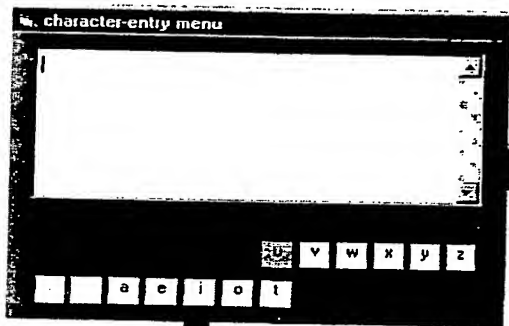 character-entry menu
u v w x y z
. a e i o t